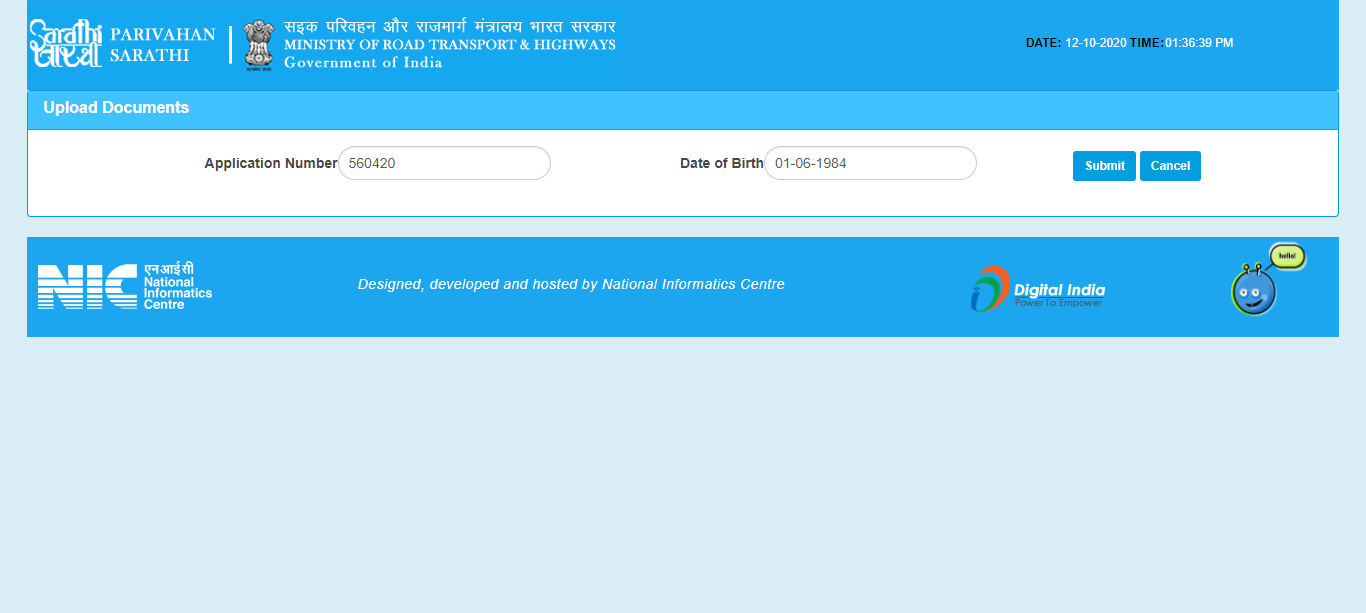 Sarathi
सारथी
PARIVAHAN
SARATHI
सड़क परिवहन और राजमार्ग मंत्रालय भारत सरकार
MINISTRY OF ROAD TRANSPORT & HIGHWAYS
Government of India
DATE: 12-10-2020 TIME:01:36:39 PM
Upload Documents
Application Number 560420 Date of Birth 01-06-1984 Submit Cancel
NIC
एन आई सी
National
Informatics
Centre
Designed, developed and hosted by National Informatics Centre
Digital India
Power To Empower
hello!